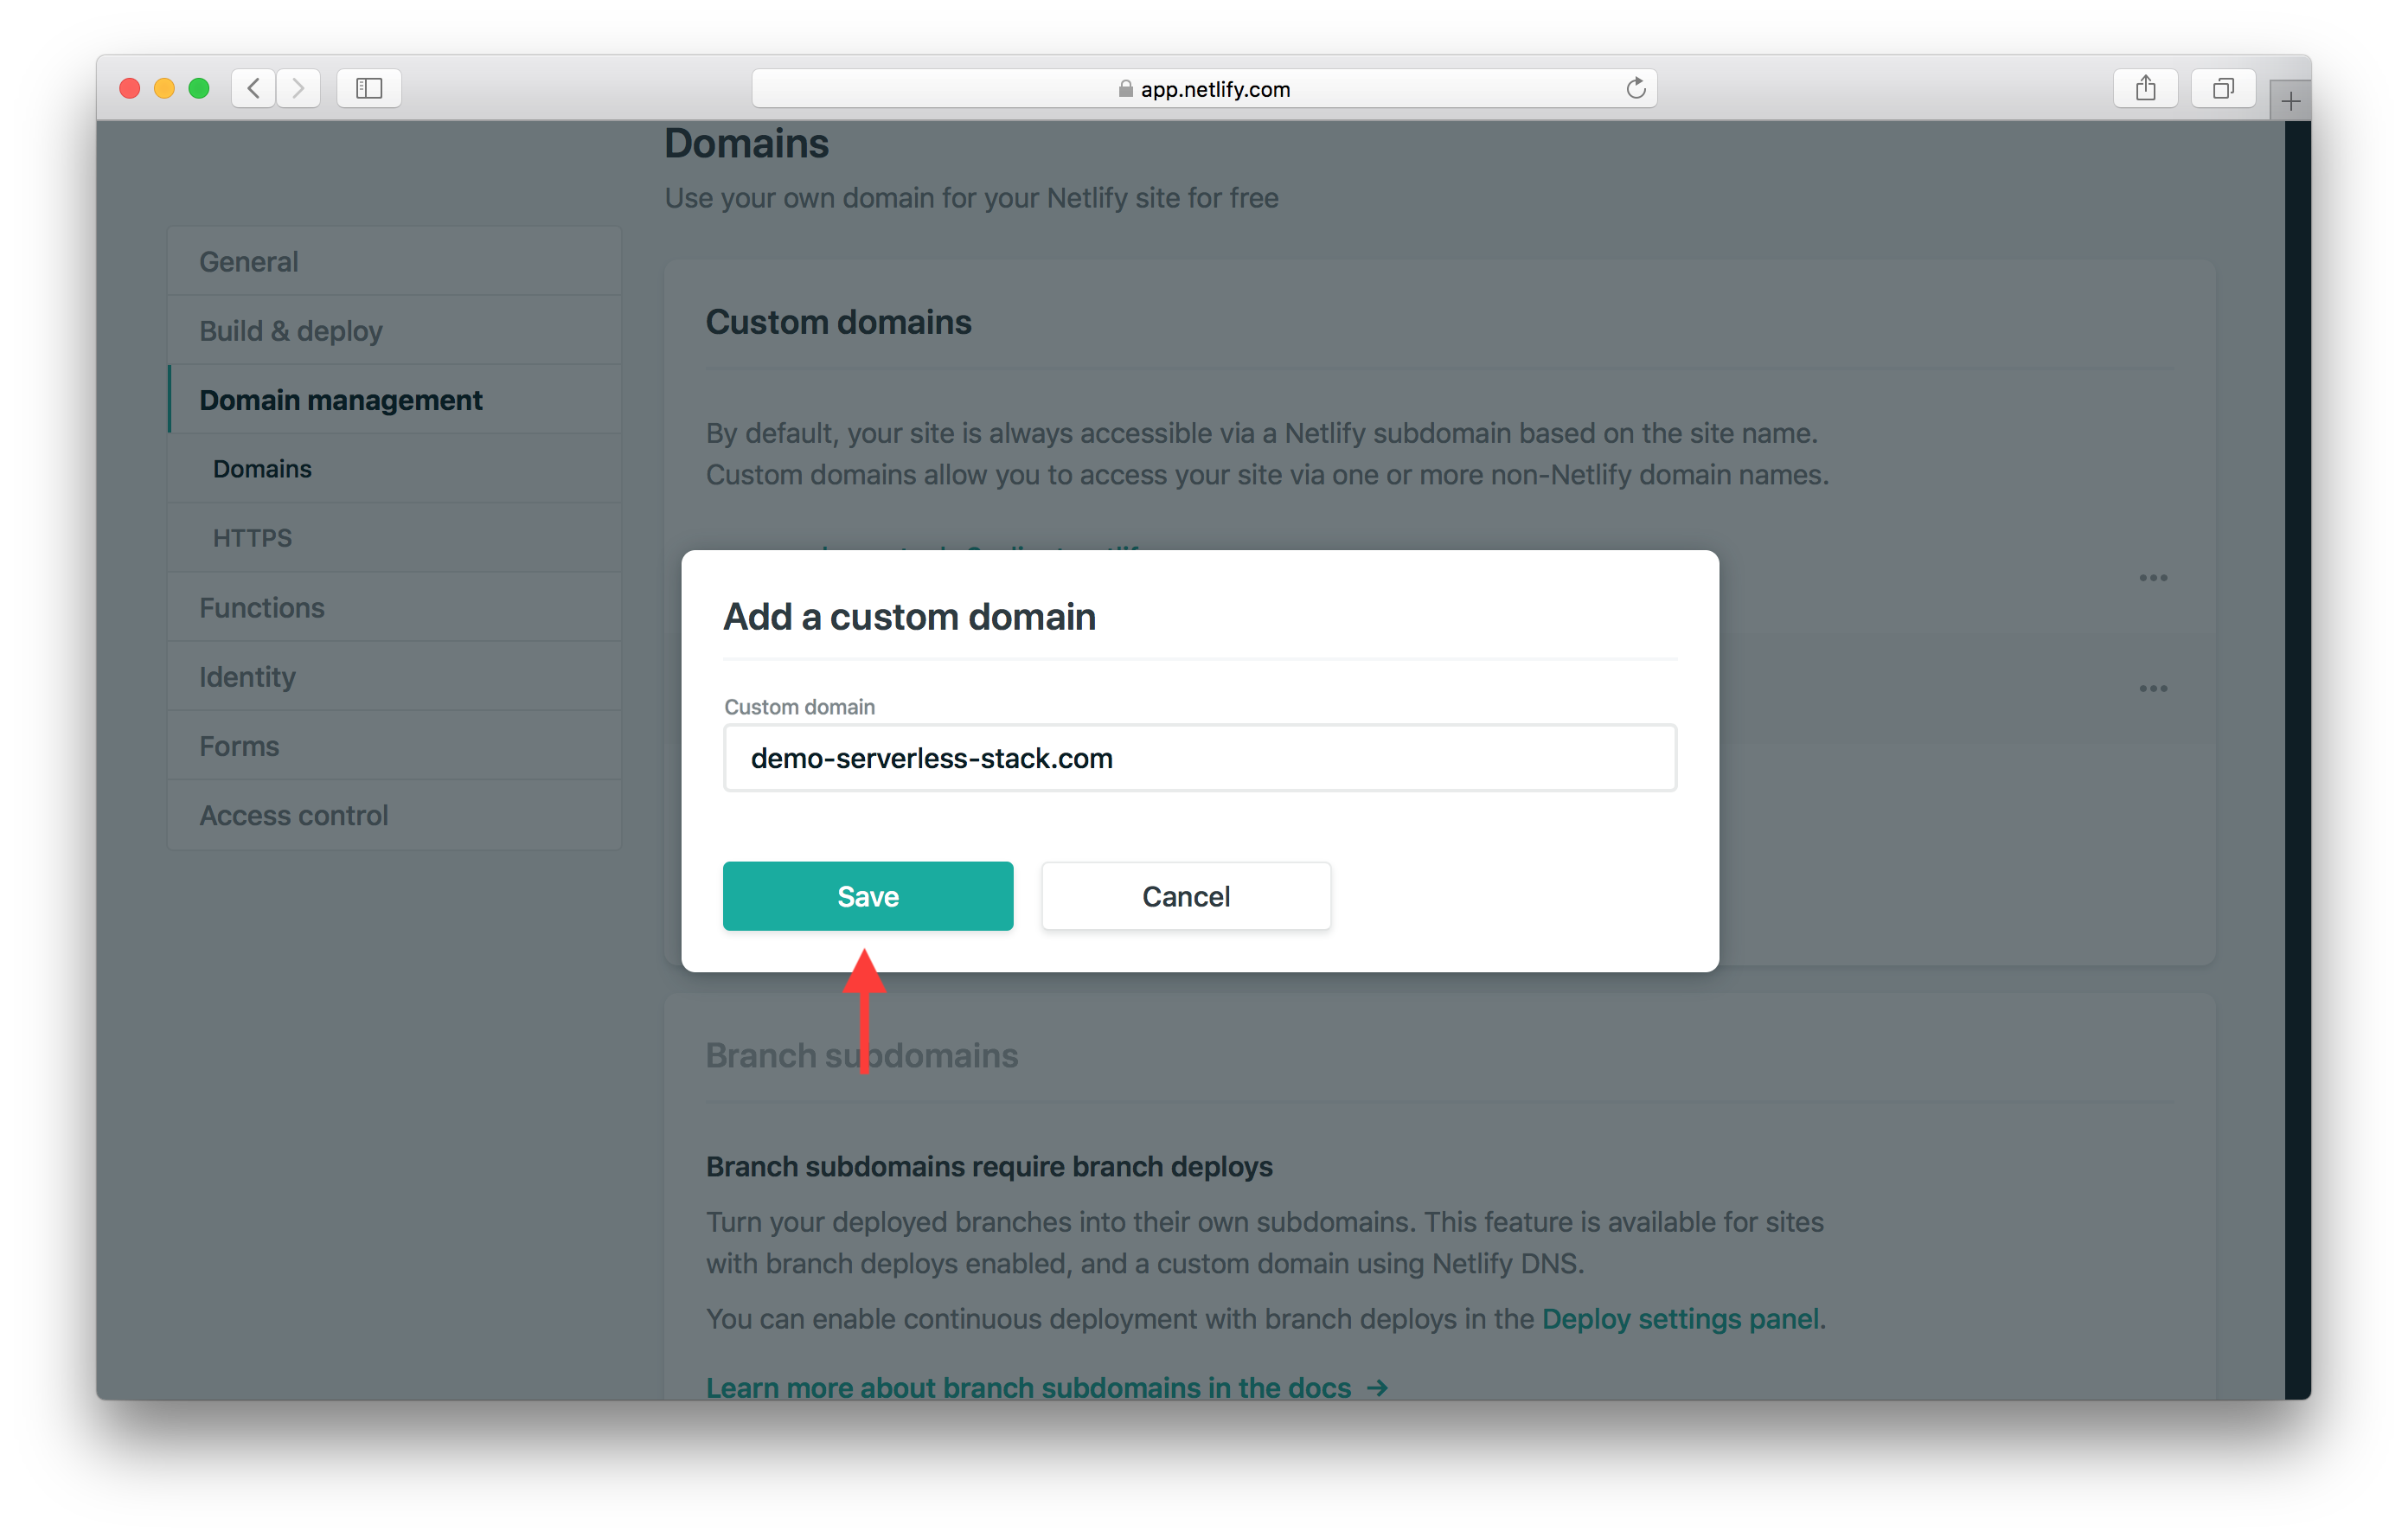 app.netlify.com
Domains
Use your own domain for your Netlify site for free
General
Build & deploy
Domain management
Domains
HTTPS
Functions
Identity
Forms
Access control
Custom domains
By default, your site is always accessible via a Netlify subdomain based on the site name.
Custom domains allow you to access your site via one or more non-Netlify domain names.
Add a custom domain
Custom domain
demo-serverless-stack.com
Save
Cancel
Branch subdomains
Branch subdomains require branch deploys
Turn your deployed branches into their own subdomains. This feature is available for sites
with branch deploys enabled, and a custom domain using Netlify DNS.
You can enable continuous deployment with branch deploys in the Deploy settings panel.
Learn more about branch subdomains in the docs →